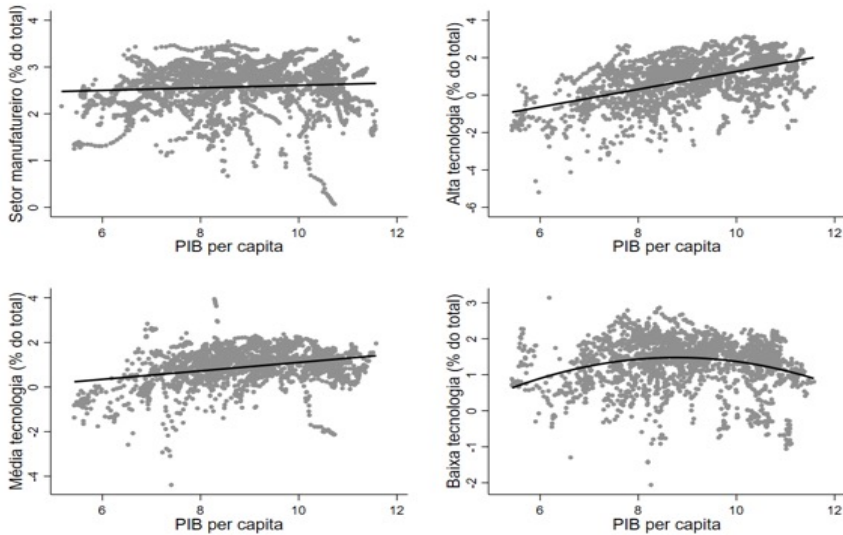 Setor manufatureiro (% do total)
4
3
2
1
0
6 8 10 12
PIB per capita
Alta tecnologia (% do total)
4
2
0
-2
-4
-6
6 8 10 12
PIB per capita
Média tecnologia (% do total)
4
2
0
-2
-4
6 8 10 12
PIB per capita
Baixa tecnologia (% do total)
3
2
1
0
-1
-2
6 8 10 12
PIB per capita